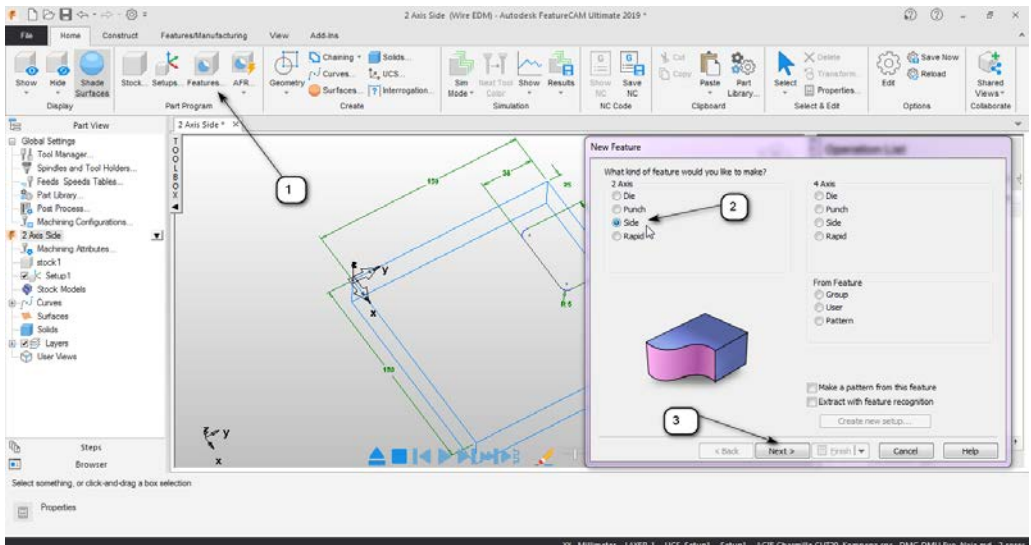 2 Axis Side (Wire EDM) - Autodesk FeatureCAM Ultimate 2019 *
File Home Construct Features/Manufacturing View Add-Ins
Show Hide Shade Surfaces
Display
Stock... Setups... Features... AFR...
Part Program
Geometry Chaining Solids...
Curves... UCS...
Surfaces... Interrogation...
Create
Sim Mode Next Tool Color Show Results
Simulation
Show NC Save NC
NC Code
Cut
Copy
Paste Part Library...
Clipboard
Select Delete
Transform...
Properties...
Select & Edit
Edit Save Now
Reload
Options
Shared Views
Collaborate
Part View
Global Settings
Tool Manager...
Spindles and Tool Holders...
Feeds Speeds Tables...
Part Library...
Post Process...
Machining Configurations...
2 Axis Side
Machining Attributes...
stock1
Setup1
Stock Models
Curves
Surfaces
Solids
Layers
User Views
Steps
Browser
2 Axis Side *
TOOLBOX
1
150
50
25
R 5
150
y
x
y
x
Operation List
New Feature
What kind of feature would you like to make?
2 Axis
Die
Punch
Side
Rapid
2
4 Axis
Die
Punch
Side
Rapid
From Feature
Group
User
Pattern
Make a pattern from this feature
Extract with feature recognition
Create new setup...
3
< Back Next > Finish Cancel Help
Select something, or click-and-drag a box selection
Properties
Millimeter LAYER 1 UCS_Setup1 Setup1